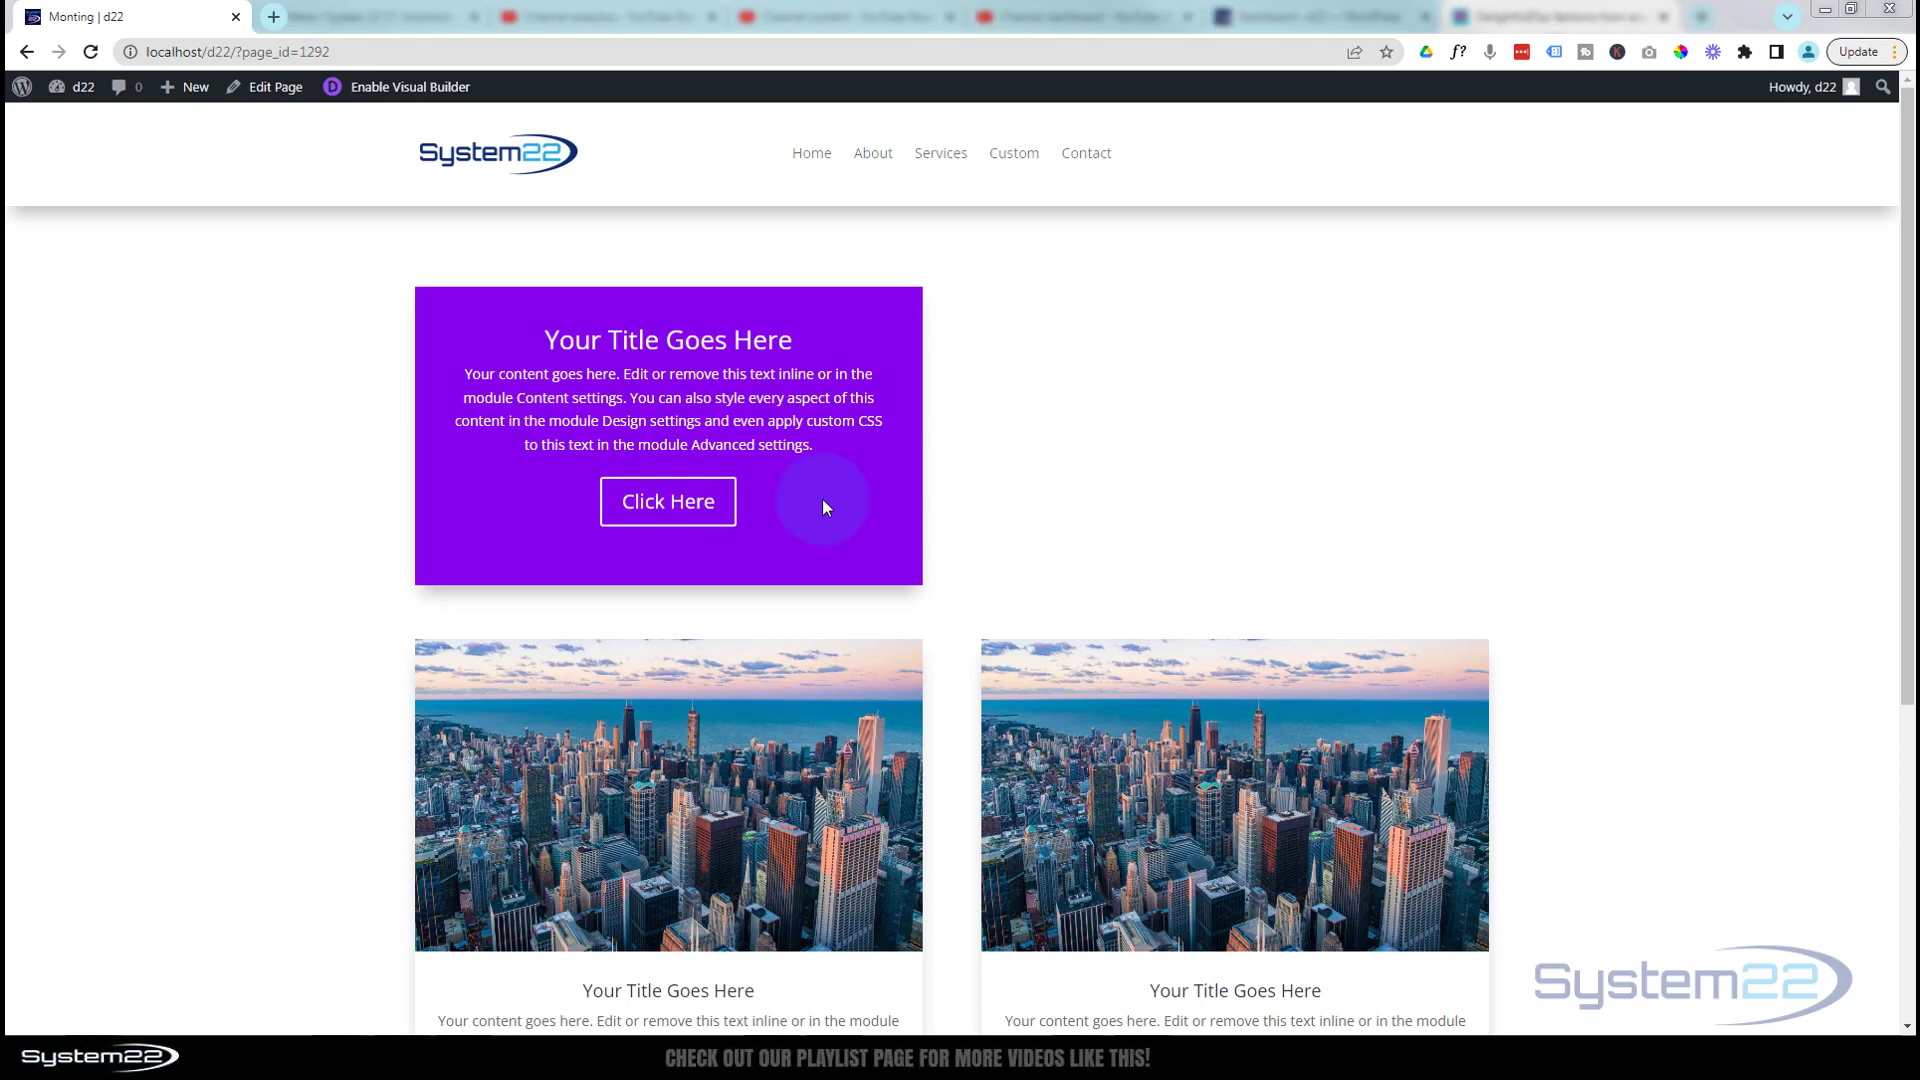 Monting | d22
localhost/d22/?page_id=1292
Update
d22
0
New
Edit Page
D
Enable Visual Builder
Howdy, d22
System22
Home
About
Services
Custom
Contact
Your Title Goes Here
Your content goes here. Edit or remove this text inline or in the
module Content settings. You can also style every aspect of this
content in the module Design settings and even apply custom CSS
to this text in the module Advanced settings.
Click Here
Your Title Goes Here
Your content goes here. Edit or remove this text inline or in the module
Your Title Goes Here
Your content goes here. Edit or remove this text inline or in the module
System22
System22
CHECK OUT OUR PLAYLIST PAGE FOR MORE VIDEOS LIKE THIS!